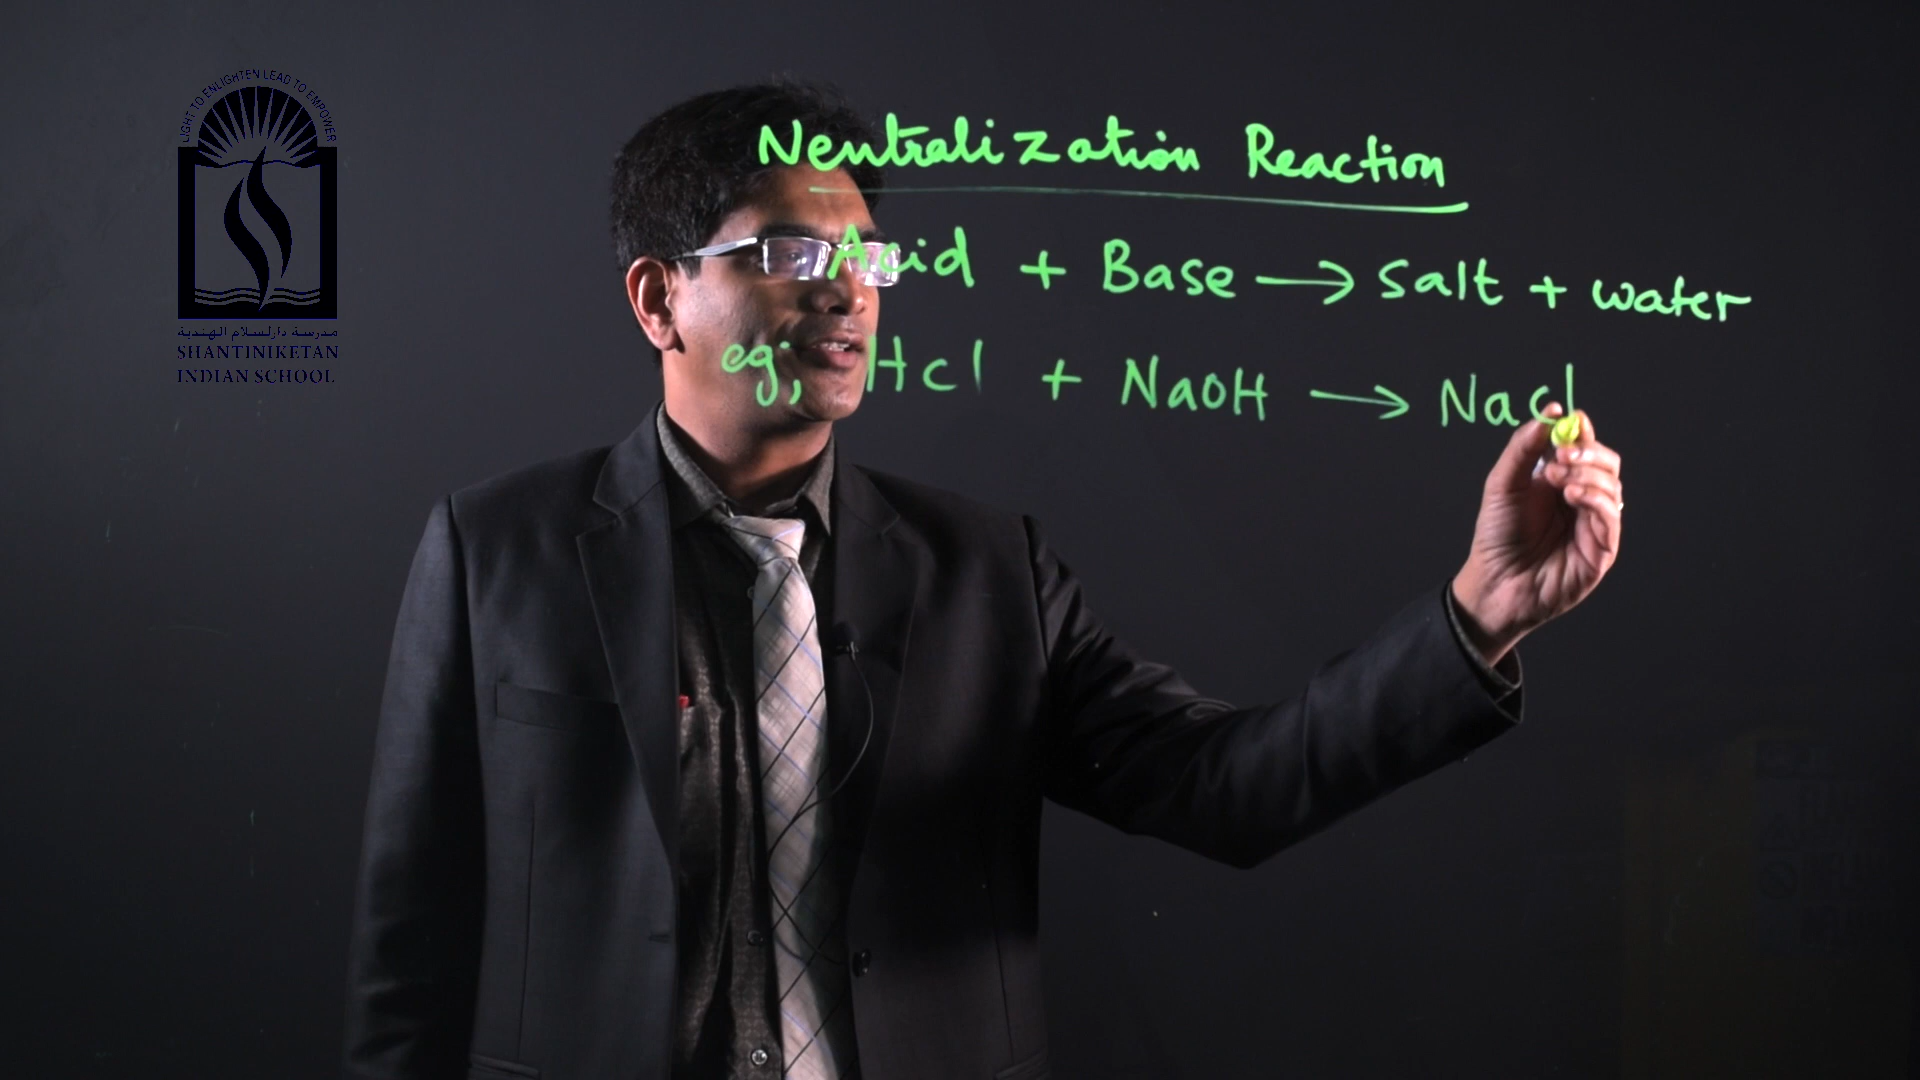 LIGHT TO ENLIGHTEN LEAD TO EMPOWER
مدرسة دارلسلام الهندية
SHANTINIKETAN
INDIAN SCHOOL
Neutralization Reaction
Acid + Base → Salt + water
eg; Hcl + NaOH → Nacl